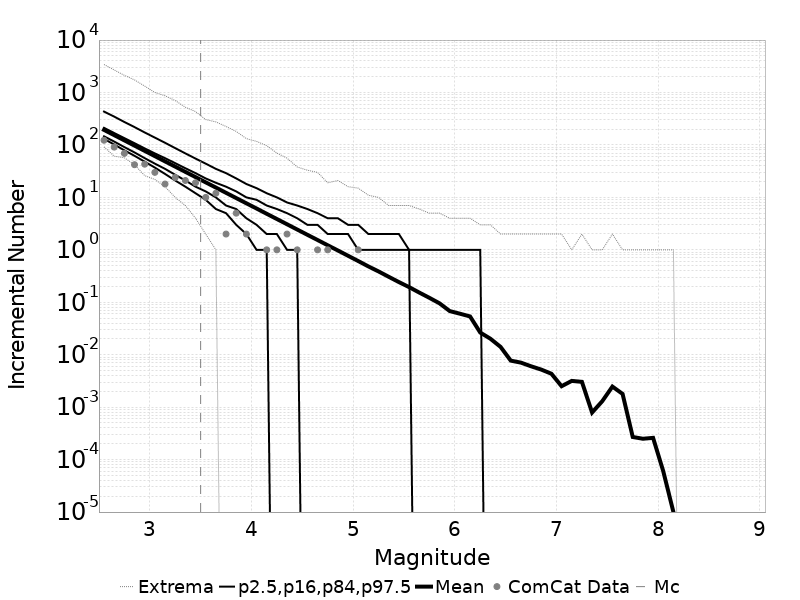 10^4
10^3
10^2
10^1
10^0
10^-1
10^-2
10^-3
10^-4
10^-5
Incremental Number
3 4 5 6 7 8 9
Magnitude
Extrema p2.5,p16,p84,p97.5 Mean ComCat Data Mc